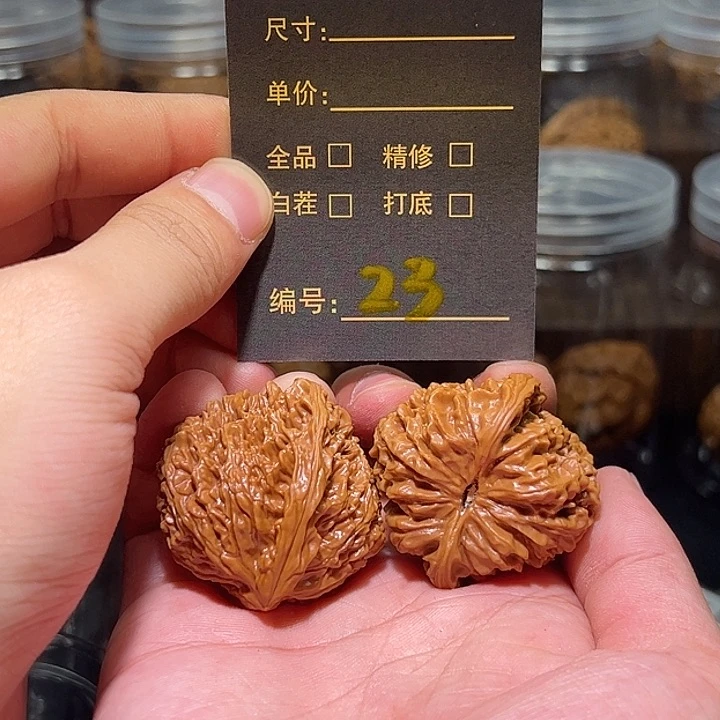 尺寸:
单价:
全品 □ 精修 □
白茬 □ 打底 □
编号: 23